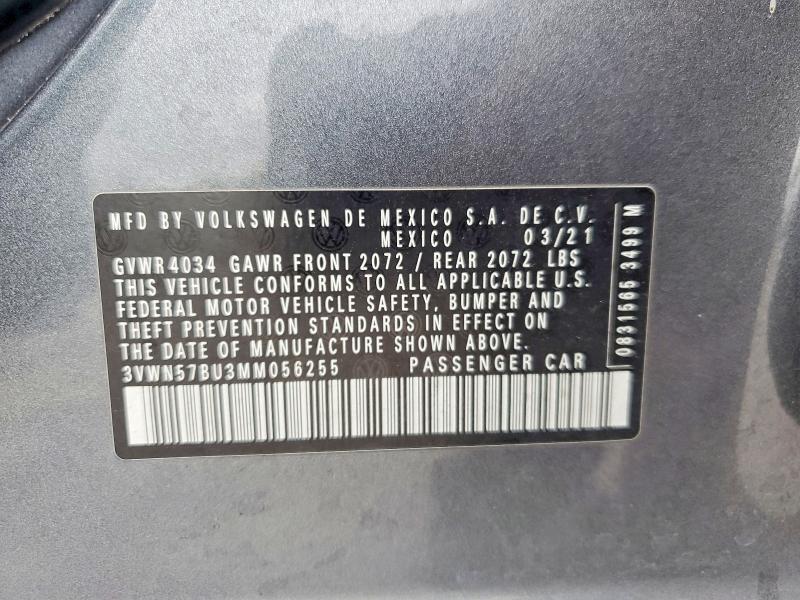 MFD BY VOLKSWAGEN DE MEXICO S.A. DE C.V.
MEXICO 03/21
GVWR 4034 GAWR FRONT 2072 / REAR 2072 LBS
THIS VEHICLE CONFORMS TO ALL APPLICABLE U.S.
FEDERAL MOTOR VEHICLE SAFETY, BUMPER AND
THEFT PREVENTION STANDARDS IN EFFECT ON
THE DATE OF MANUFACTURE SHOWN ABOVE.
3VWN57BU3MM056255 PASSENGER CAR
0831565 3499 M